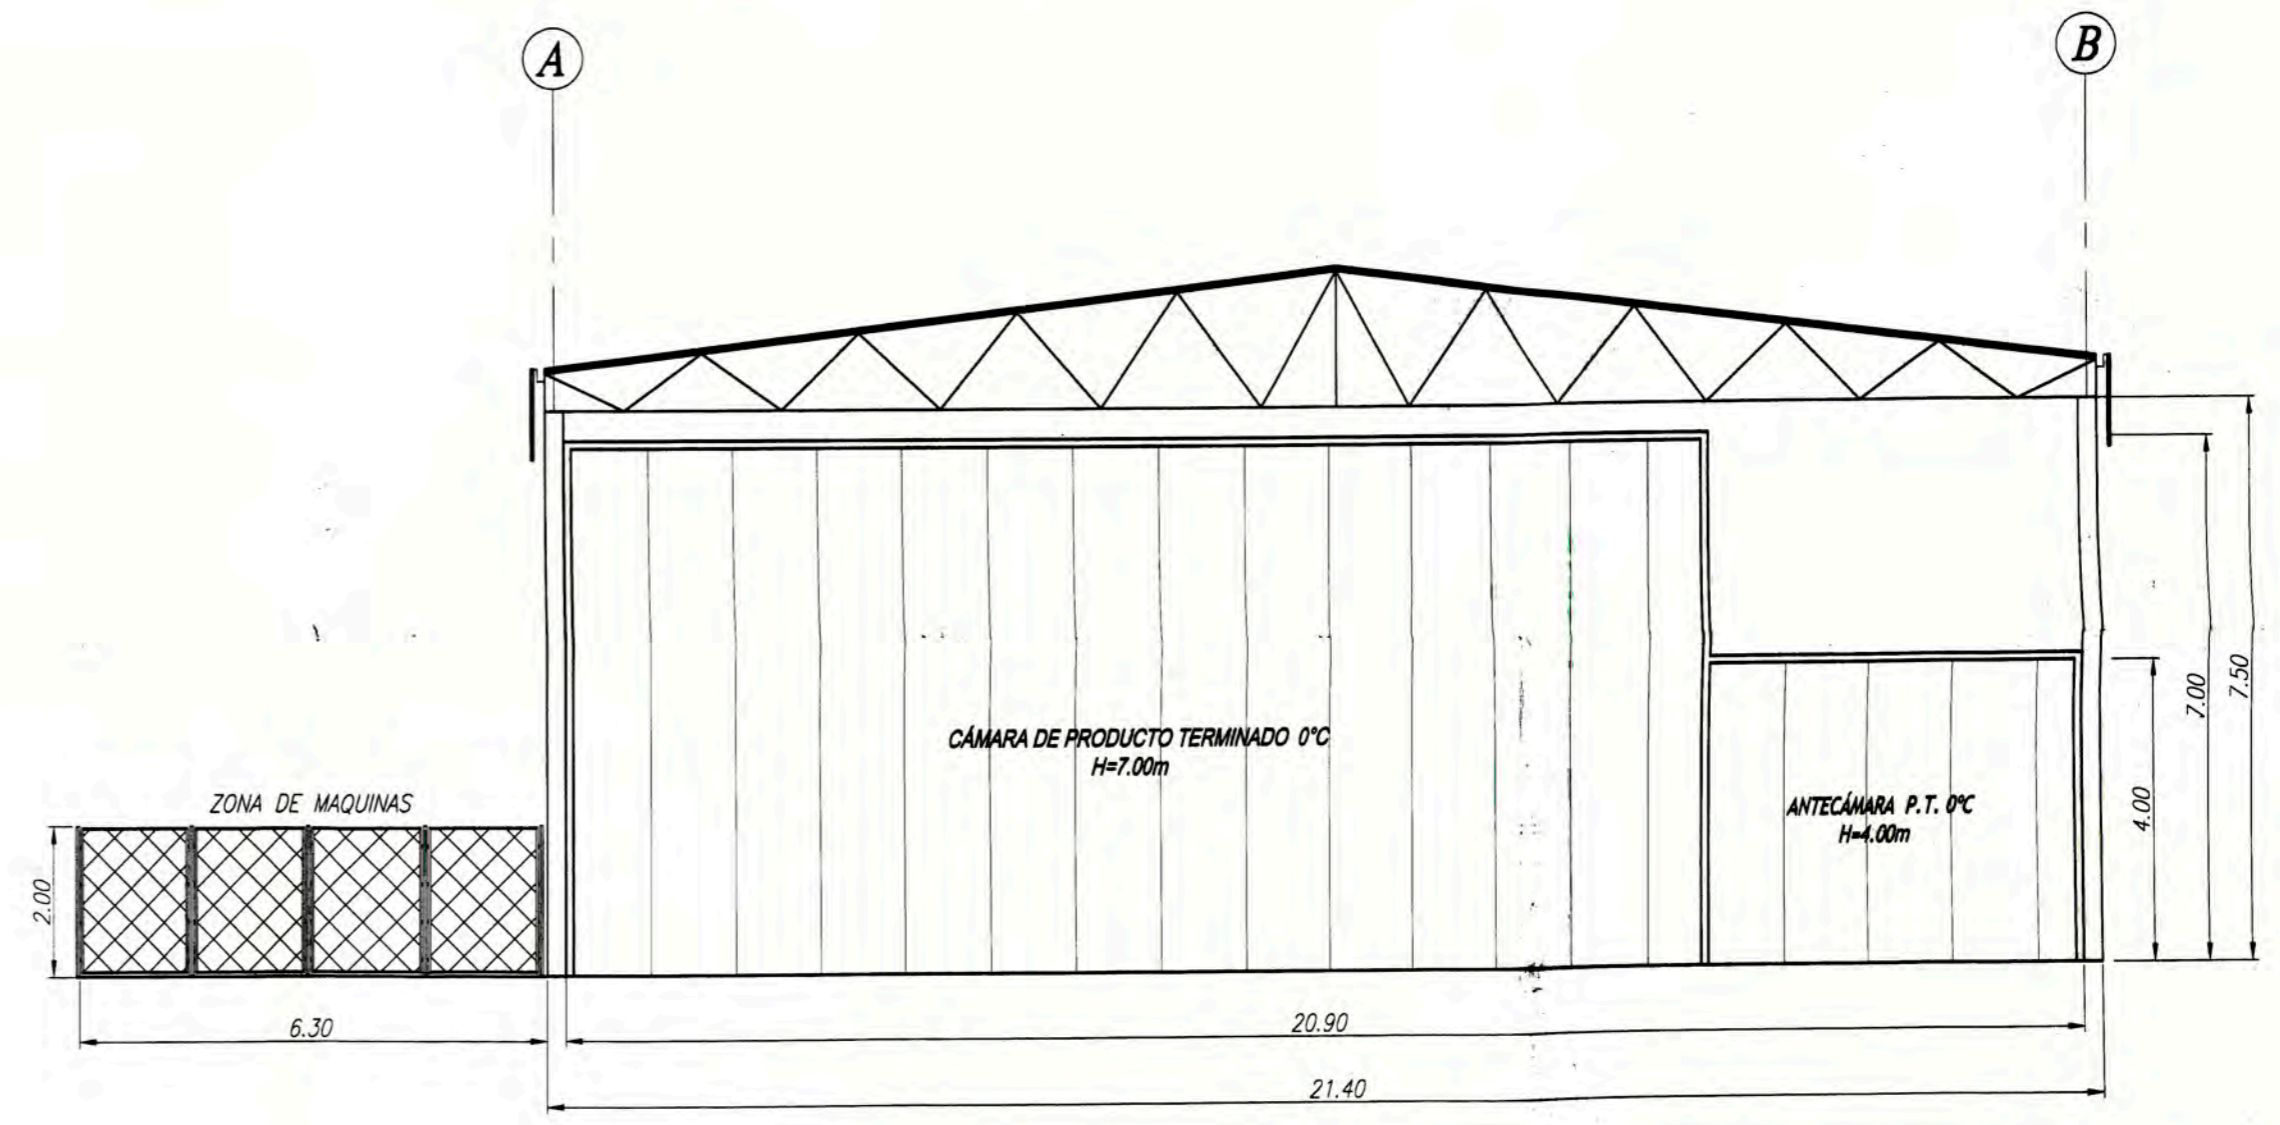 A
B
CÁMARA DE PRODUCTO TERMINADO 0°C
H=7.00m
ZONA DE MAQUINAS
ANTECÁMARA P.T. 0°C
H=4.00m
2.00
4.00
7.00
7.50
6.30
20.90
21.40